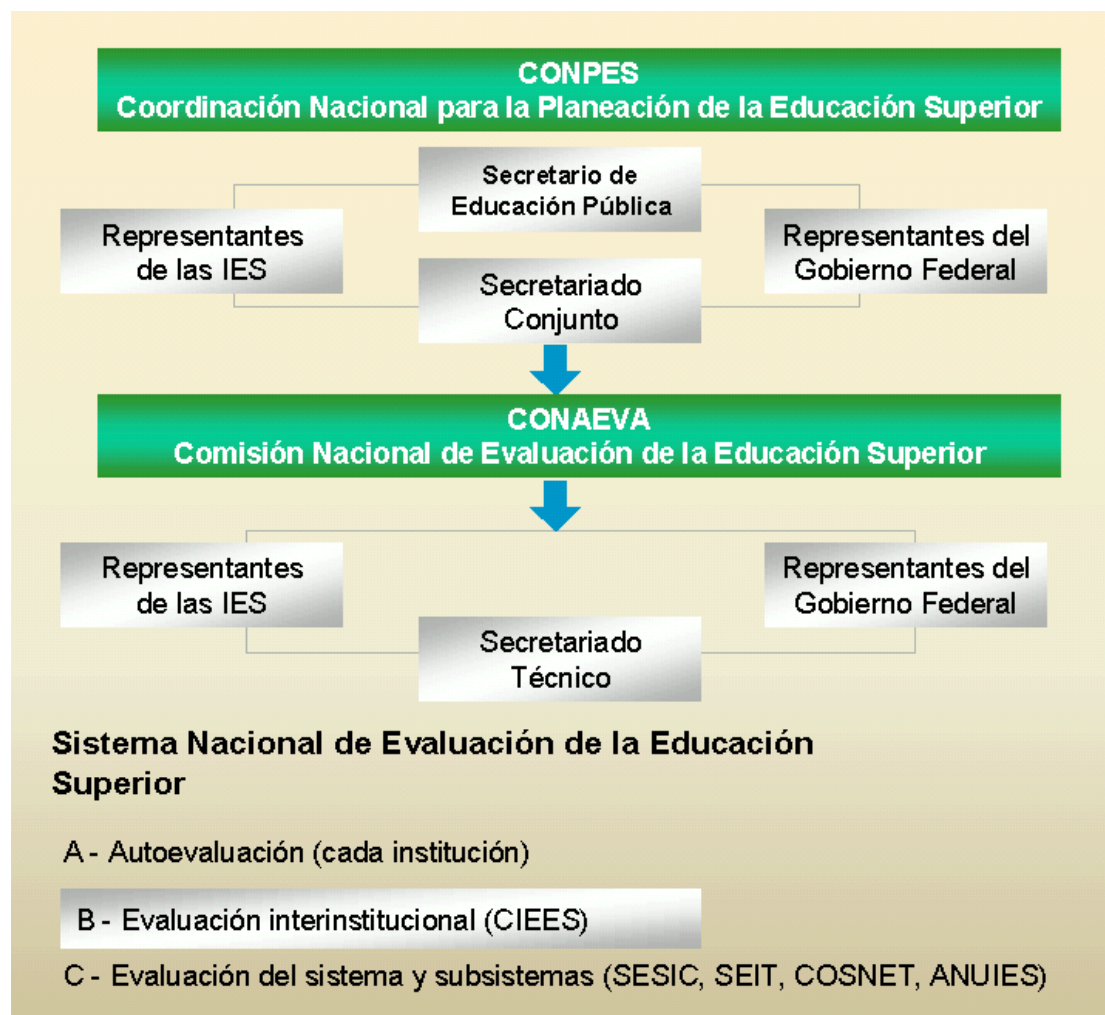 CONPES
Coordinación Nacional para la Planeación de la Educación Superior
Secretario de
Educación Pública
Representantes
de las IES
Representantes del
Gobierno Federal
Secretariado
Conjunto
CONAEVA
Comisión Nacional de Evaluación de la Educación Superior
Representantes
de las IES
Representantes del
Gobierno Federal
Secretariado
Técnico
Sistema Nacional de Evaluación de la Educación
Superior
A - Autoevaluación (cada institución)
B - Evaluación interinstitucional (CIEES)
C - Evaluación del sistema y subsistemas (SESIC, SEIT, COSNET, ANUIES)